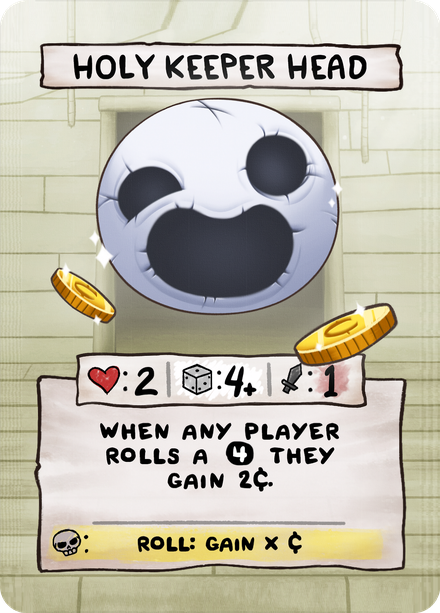 HOLY KEEPER HEAD
♥: 2 | 🎲: 4+ | 🗡: 1
WHEN ANY PLAYER
ROLLS A 4 THEY
GAIN 2¢.
: ROLL: GAIN X ¢